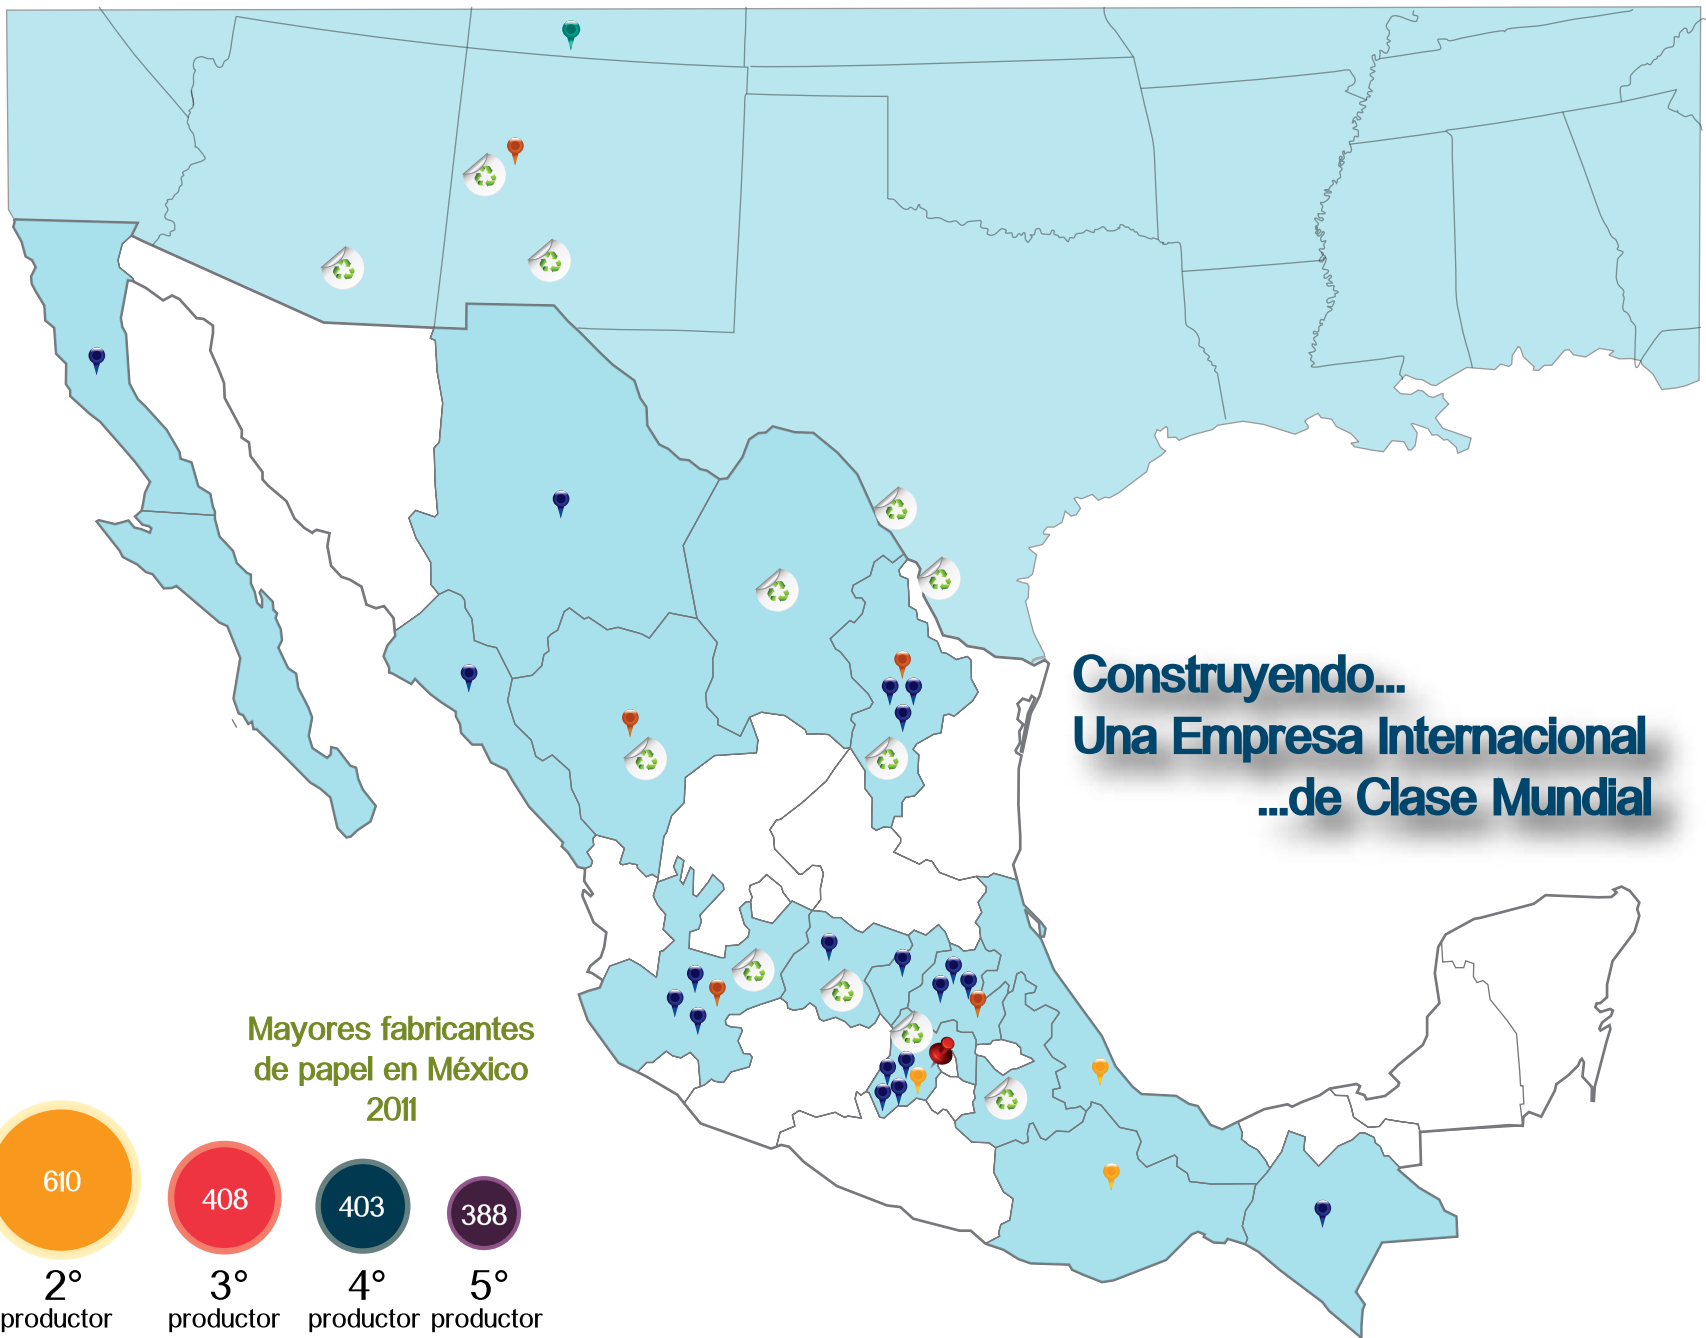 Construyendo...
Una Empresa Internacional
...de Clase Mundial
Mayores fabricantes
de papel en México
2011
610
408
403
388
2°
productor
3°
productor
4°
productor
5°
productor